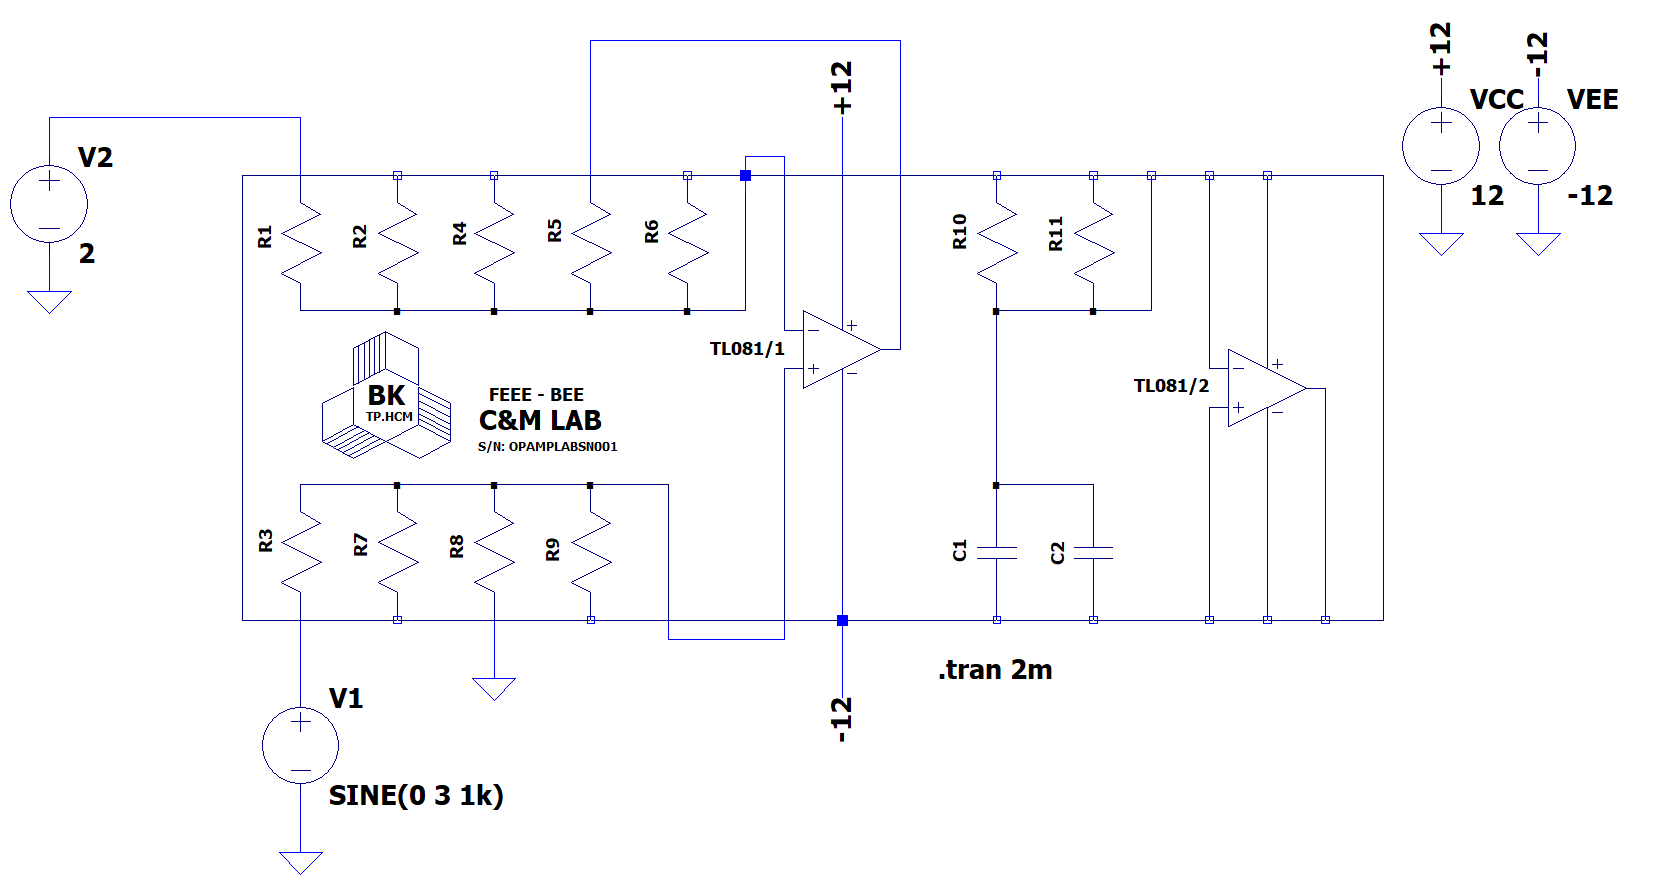 +12
-12
+12
VCC
VEE
V2
12
-12
2
R1
R2
R4
R5
R6
R10
R11
+
−
TL081/1
−
+
+
−
TL081/2
−
+
+
−
BK
TP.HCM
FEEE - BEE
C&M LAB
S/N: OPAMPLABSN001
R3
R7
R8
R9
C1
C2
.tran 2m
-12
V1
SINE(0 3 1k)